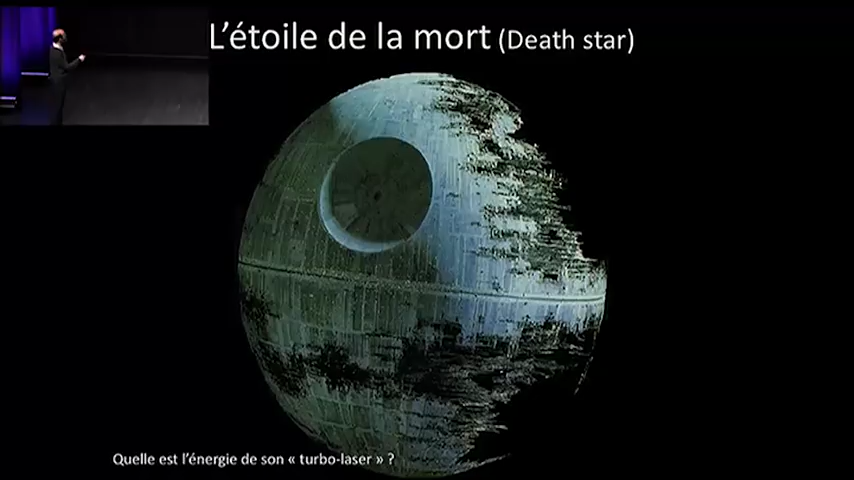 L’étoile de la mort (Death star)
Quelle est l’énergie de son « turbo-laser » ?